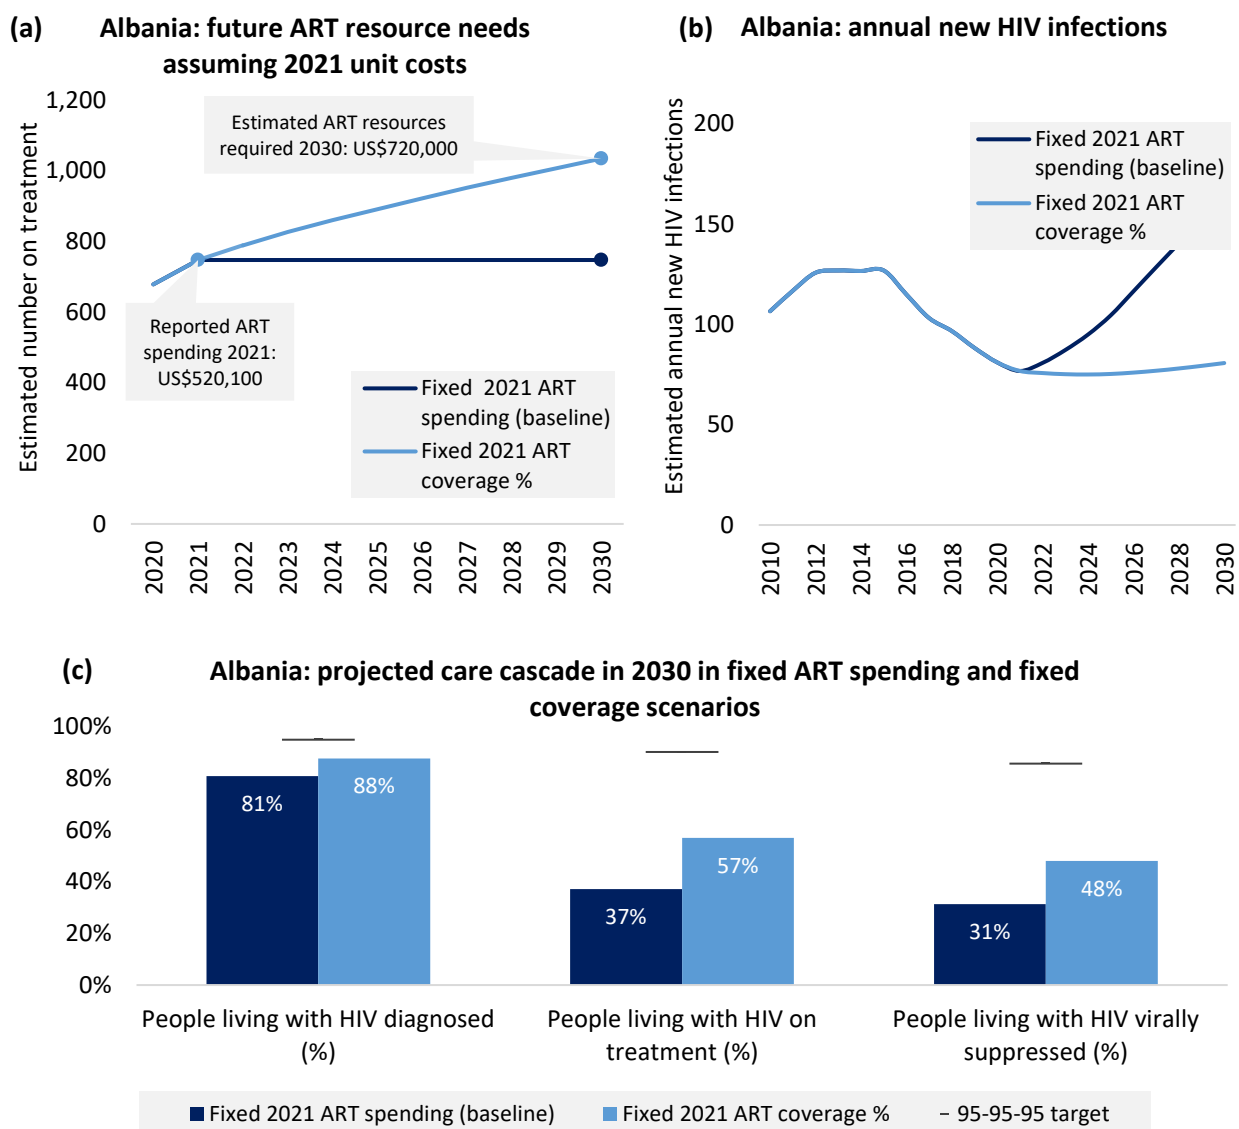 (a)
Albania: future ART resource needs
assuming 2021 unit costs
Estimated number on treatment
1,200
1,000
800
600
400
200
0
Estimated ART resources
required 2030: US$720,000
Reported ART
spending 2021:
US$520,100
Fixed 2021 ART
spending (baseline)
Fixed 2021 ART
coverage %
2020
2021
2022
2023
2024
2025
2026
2027
2028
2029
2030
(b)
Albania: annual new HIV infections
Estimated annual new HIV infections
200
150
100
50
0
Fixed 2021 ART
spending (baseline)
Fixed 2021 ART
coverage %
2010
2012
2014
2016
2018
2020
2022
2024
2026
2028
2030
(c)
Albania: projected care cascade in 2030 in fixed ART spending and fixed
coverage scenarios
100%
80%
60%
40%
20%
0%
81%
88%
37%
57%
31%
48%
People living with HIV diagnosed
(%)
People living with HIV on
treatment (%)
People living with HIV virally
suppressed (%)
Fixed 2021 ART spending (baseline)
Fixed 2021 ART coverage %
95-95-95 target